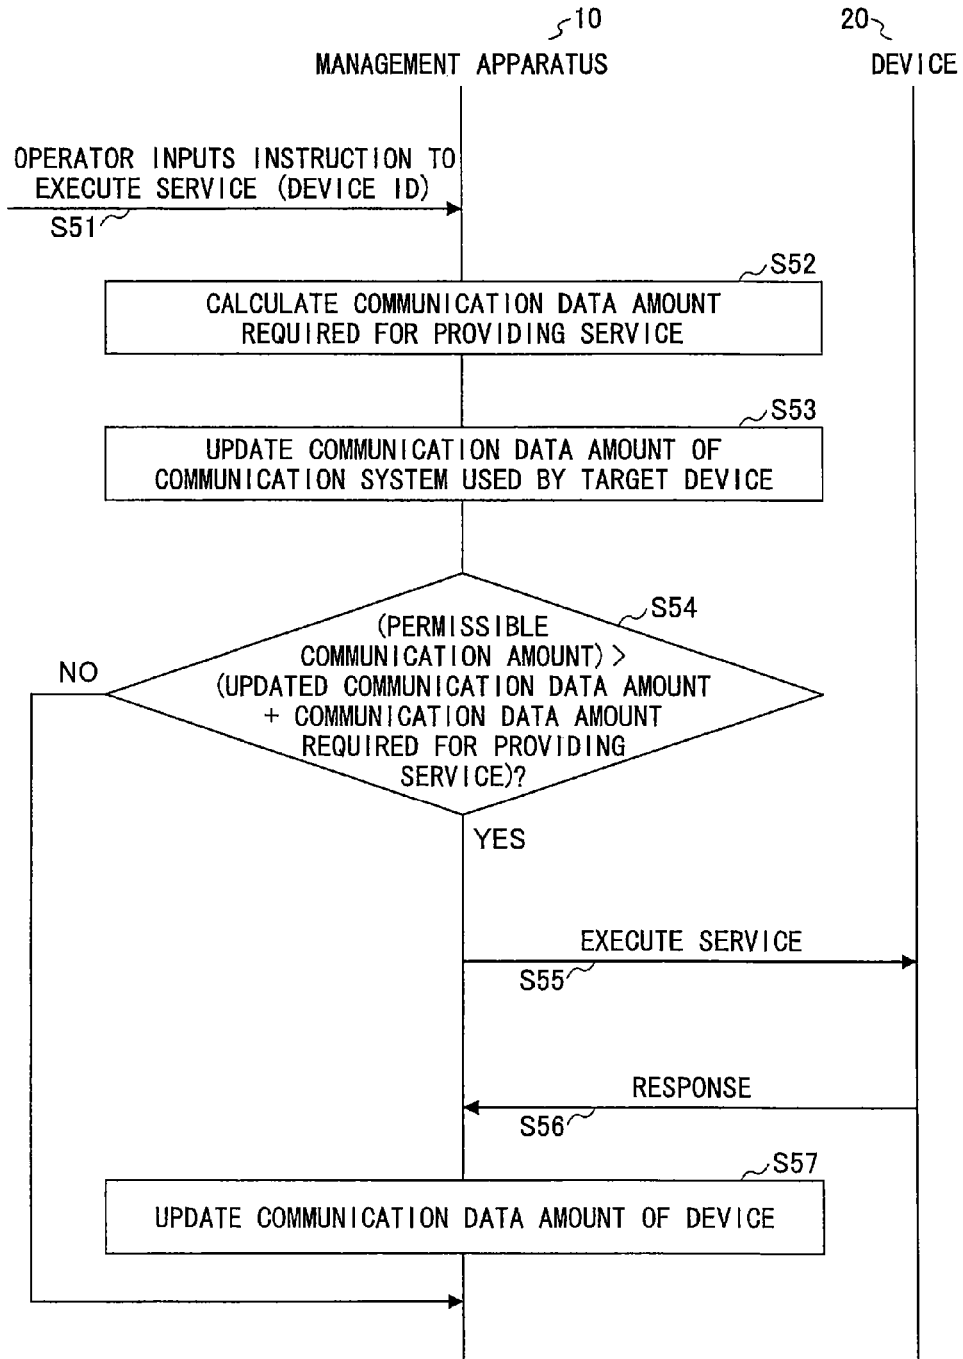 10
20
MANAGEMENT APPARATUS
DEVICE
OPERATOR INPUTS INSTRUCTION TO
EXECUTE SERVICE (DEVICE ID)
S51
S52
CALCULATE COMMUNICATION DATA AMOUNT
REQUIRED FOR PROVIDING SERVICE
S53
UPDATE COMMUNICATION DATA AMOUNT OF
COMMUNICATION SYSTEM USED BY TARGET DEVICE
S54
(PERMISSIBLE
COMMUNICATION AMOUNT) >
(UPDATED COMMUNICATION DATA AMOUNT
+ COMMUNICATION DATA AMOUNT
REQUIRED FOR PROVIDING
SERVICE)?
NO
YES
EXECUTE SERVICE
S55
RESPONSE
S56
S57
UPDATE COMMUNICATION DATA AMOUNT OF DEVICE